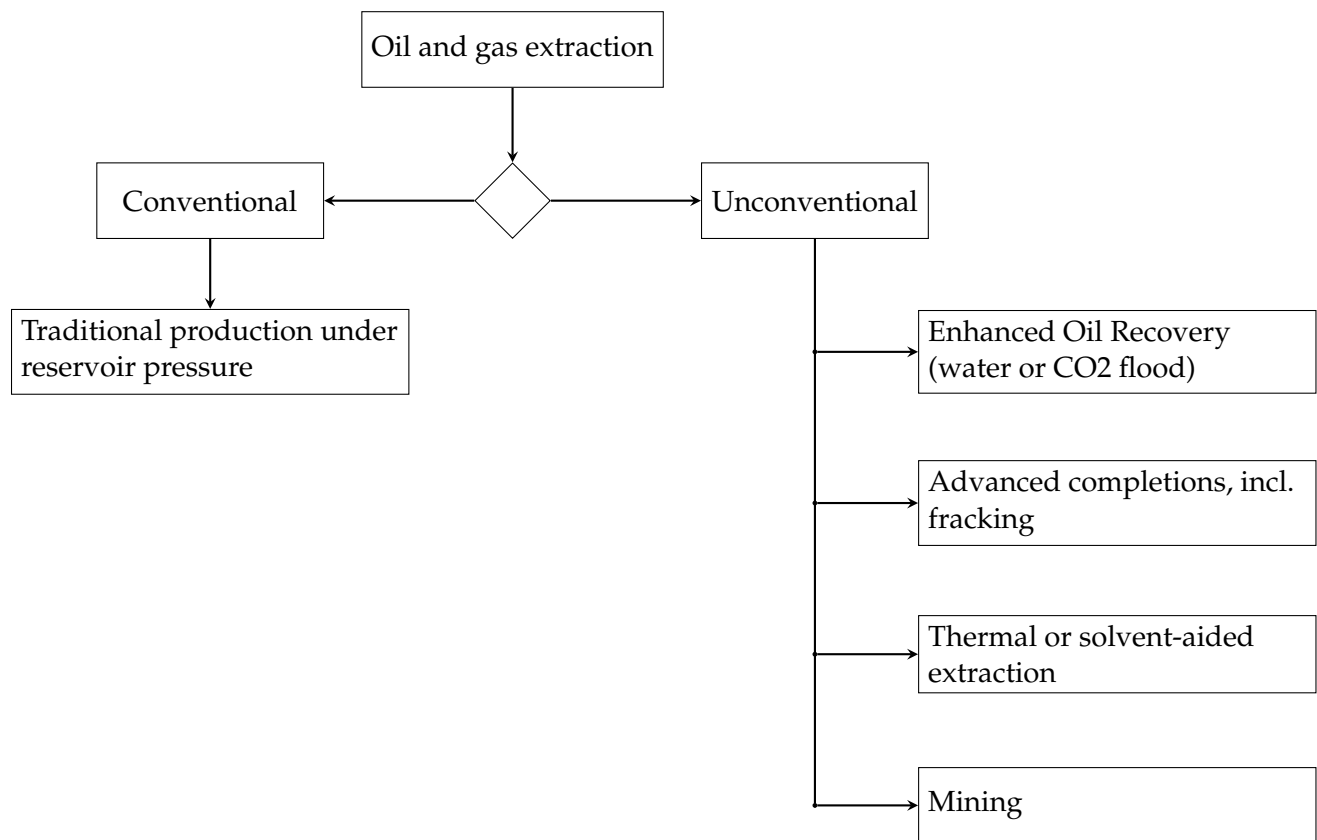 Oil and gas extraction
Conventional
Unconventional
Traditional production under
reservoir pressure
Enhanced Oil Recovery
(water or CO2 flood)
Advanced completions, incl.
fracking
Thermal or solvent-aided
extraction
Mining